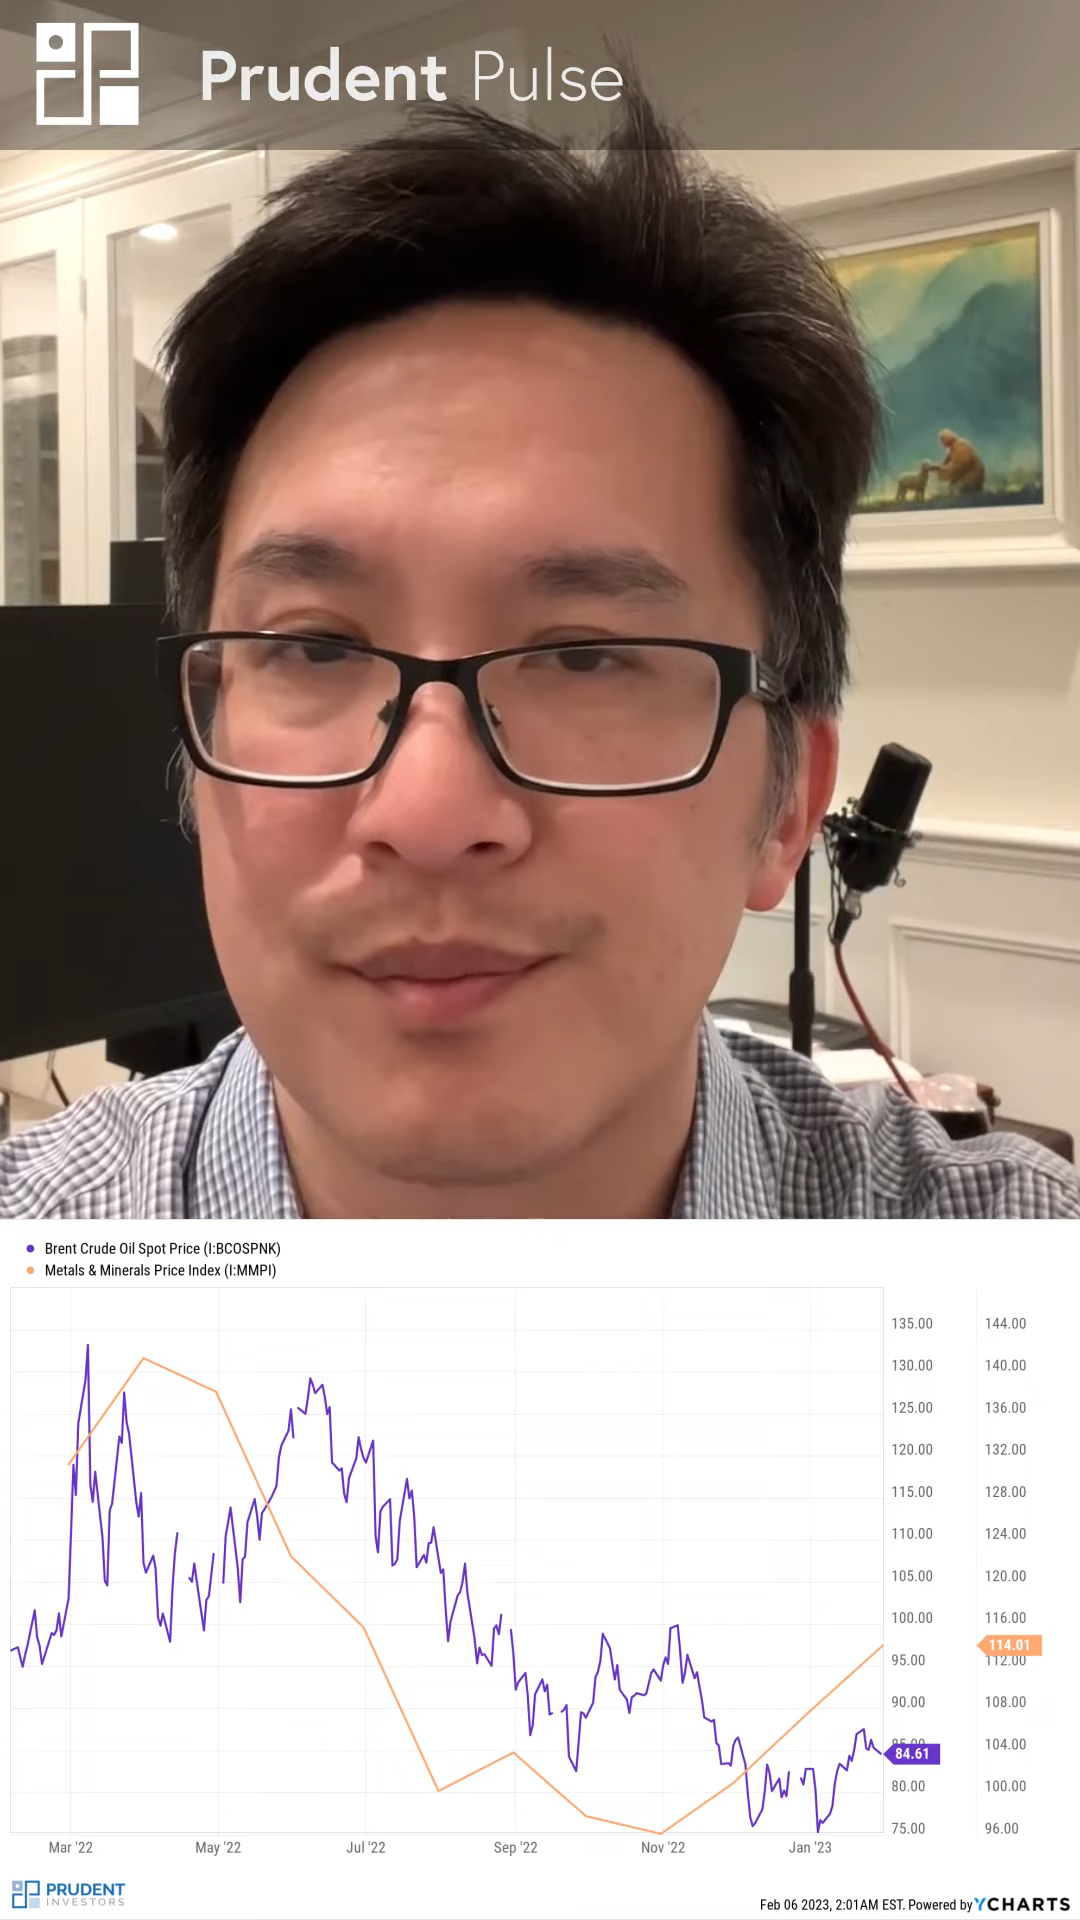 Prudent Pulse
Brent Crude Oil Spot Price (I:BCOSPNK)
Metals & Minerals Price Index (I:MMPI)
135.00 144.00
130.00 140.00
125.00 136.00
120.00 132.00
115.00 128.00
110.00 124.00
105.00 120.00
100.00 116.00
114.01
95.00 112.00
90.00 108.00
85.00 104.00
84.61
80.00 100.00
75.00 96.00
Mar '22 May '22 Jul '22 Sep '22 Nov '22 Jan '23
PRUDENT
INVESTORS
Feb 06 2023, 2:01AM EST. Powered by YCHARTS